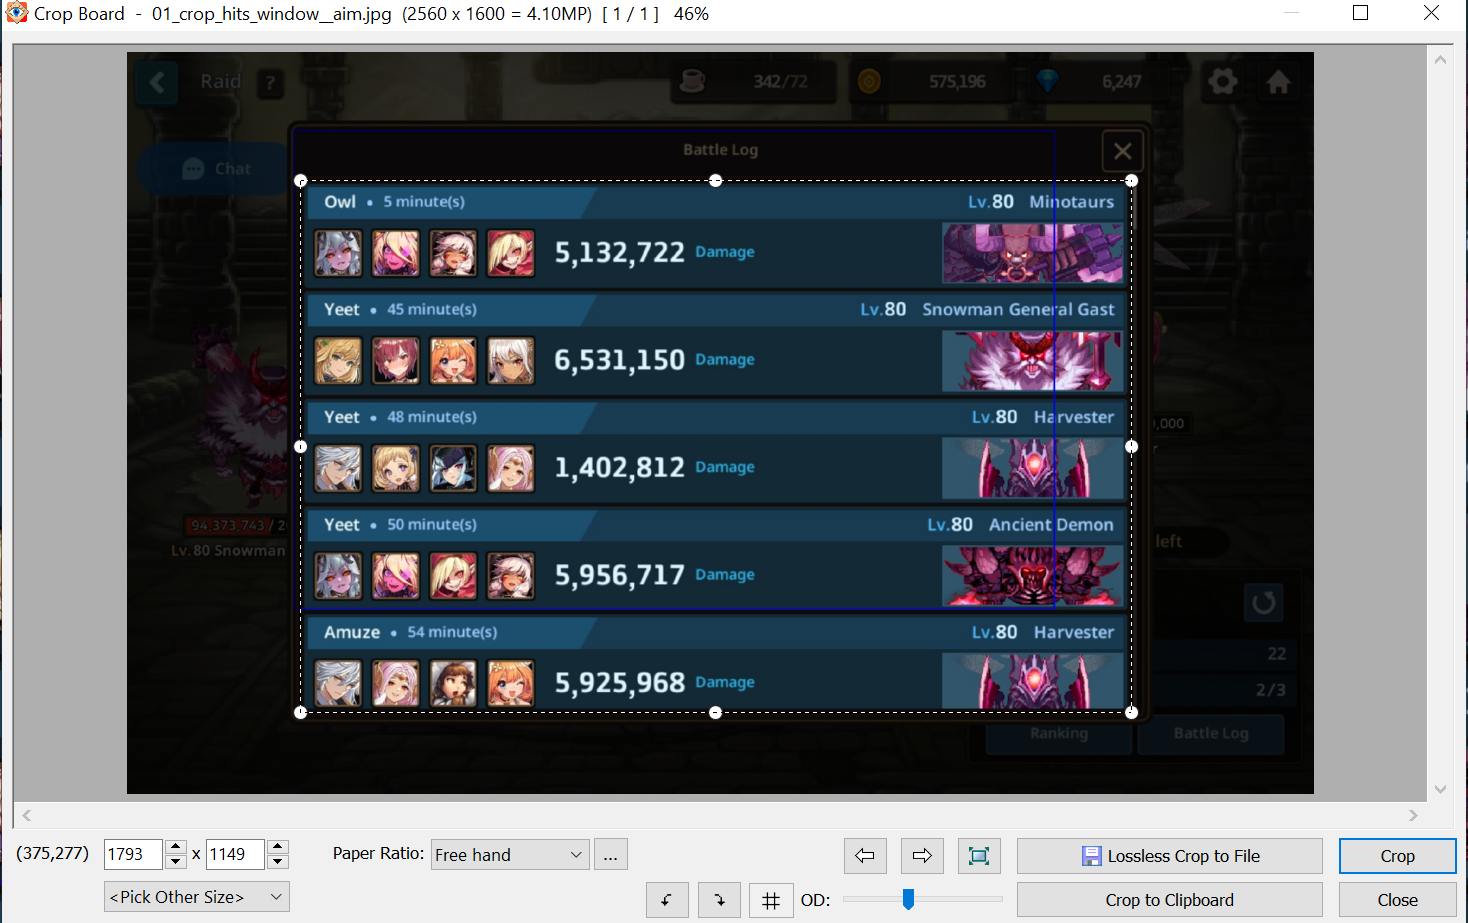 Crop Board - 01_crop_hits_window__aim.jpg (2560 x 1600 = 4.10MP) [ 1 / 1 ] 46%
Raid ? 342/72 575,196 6,247
Battle Log
Chat
Owl • 5 minute(s) Lv.80 Minotaurs
5,132,722 Damage
Yeet • 45 minute(s) Lv.80 Snowman General Gast
6,531,150 Damage
Yeet • 48 minute(s) Lv.80 Harvester
1,402,812 Damage
Yeet • 50 minute(s) Lv.80 Ancient Demon
94,373,743 / 2
Lv.80 Snowman
left
5,956,717 Damage
Amuze • 54 minute(s) Lv.80 Harvester
22
5,925,968 Damage
2/3
Ranking Battle Log
(375,277) 1793 x 1149 Paper Ratio: Free hand ... Lossless Crop to File Crop
<Pick Other Size> OD: Crop to Clipboard Close